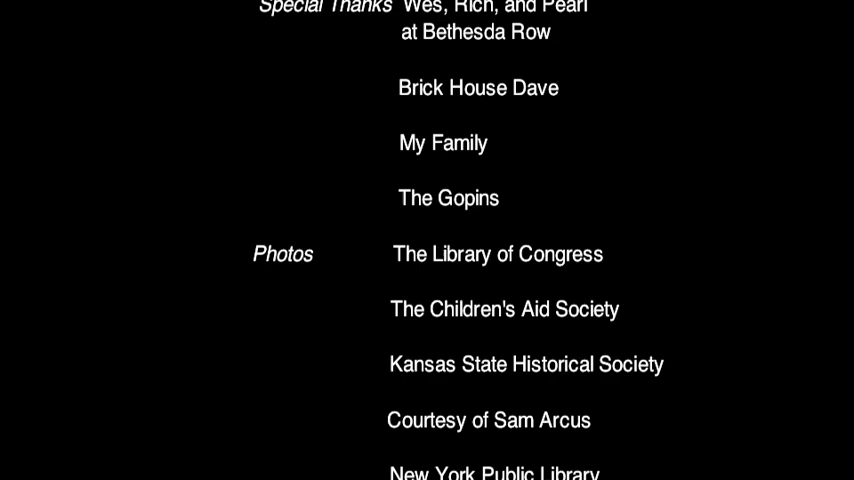 Special Thanks Wes, Rich, and Pearl
at Bethesda Row
Brick House Dave
My Family
The Gopins
Photos The Library of Congress
The Children's Aid Society
Kansas State Historical Society
Courtesy of Sam Arcus
New York Public Library